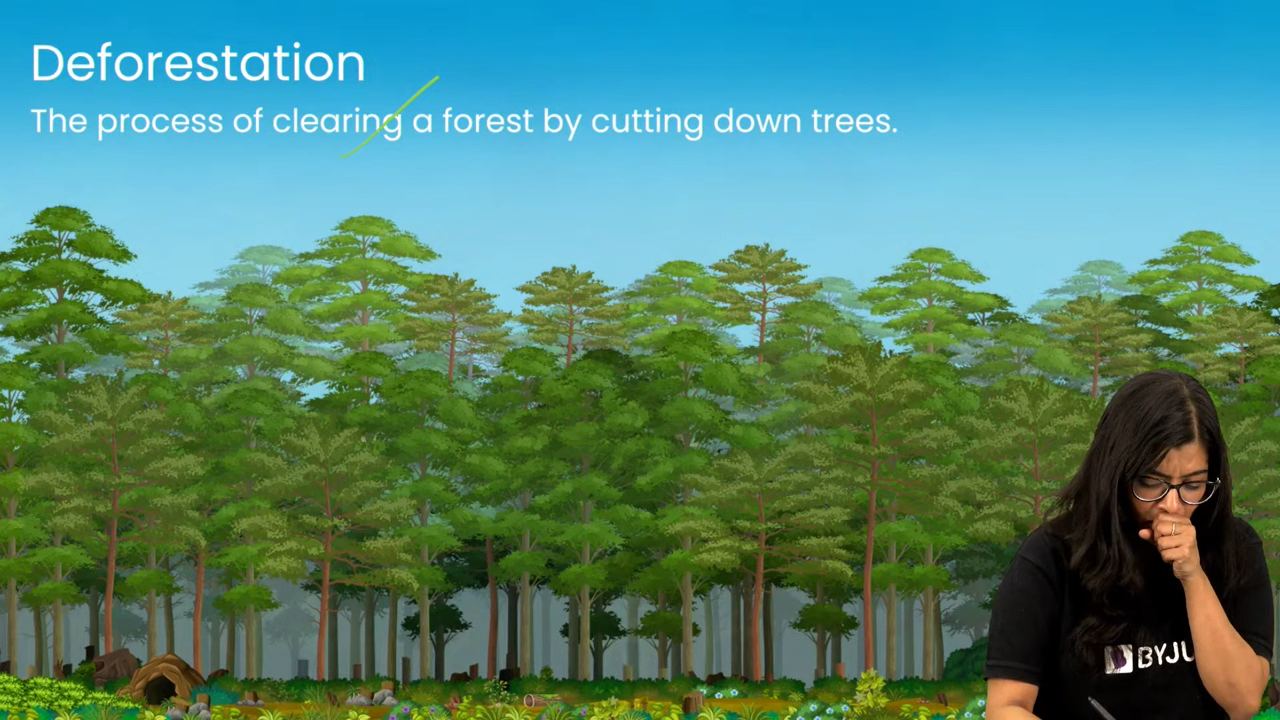 Deforestation
The process of clearing a forest by cutting down trees.
BYJU